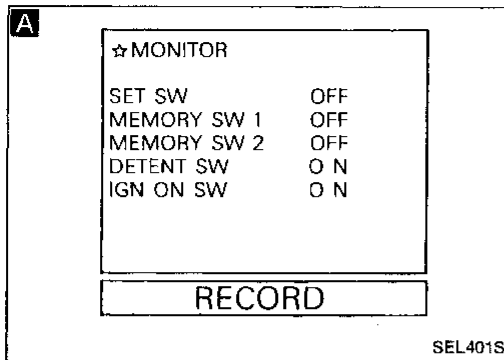 A
☆MONITOR
SET SW OFF
MEMORY SW 1 OFF
MEMORY SW 2 OFF
DETENT SW O N
IGN ON SW O N
RECORD
SEL401S